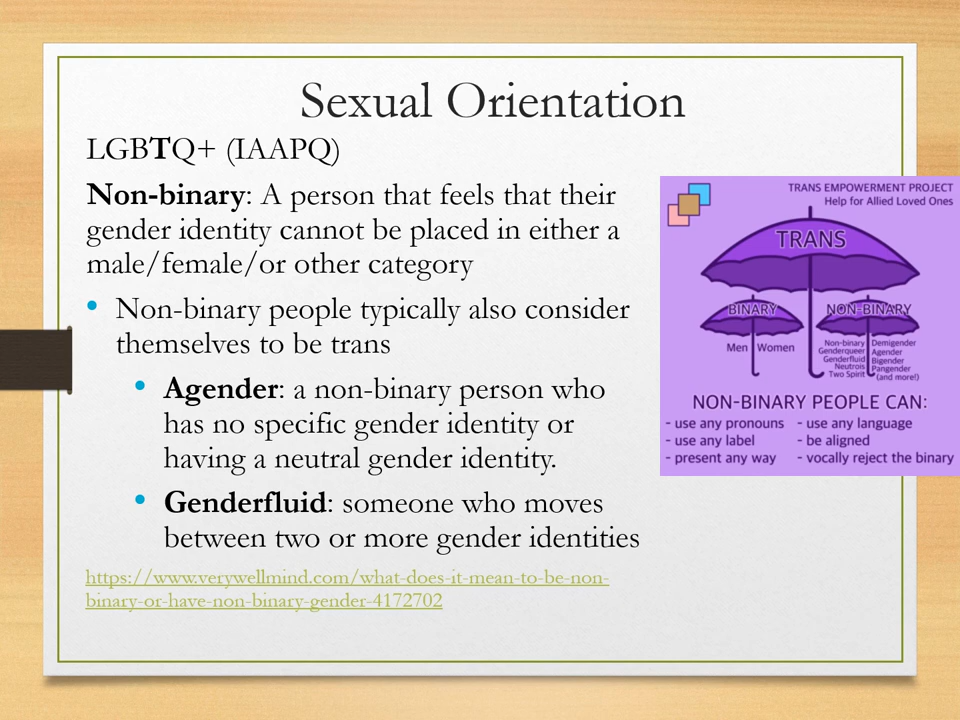 Sexual Orientation
LGBTQ+ (IAAPQ)
Non-binary: A person that feels that their
gender identity cannot be placed in either a
male/female/or other category
• Non-binary people typically also consider
themselves to be trans
• Agender: a non-binary person who
has no specific gender identity or
having a neutral gender identity.
• Genderfluid: someone who moves
between two or more gender identities
https://www.verywellmind.com/what-does-it-mean-to-be-non-
binary-or-have-non-binary-gender-4172702
TRANS EMPOWERMENT PROJECT
Help for Allied Loved Ones
TRANS
BINARY
Men Women
NON-BINARY
Non-binary
Genderqueer
Genderfluid
Neutrois
Two Spirit
Demigender
Agender
Bigender
Pangender
(and more!)
NON-BINARY PEOPLE CAN:
- use any pronouns
- use any label
- present any way
- use any language
- be aligned
- vocally reject the binary